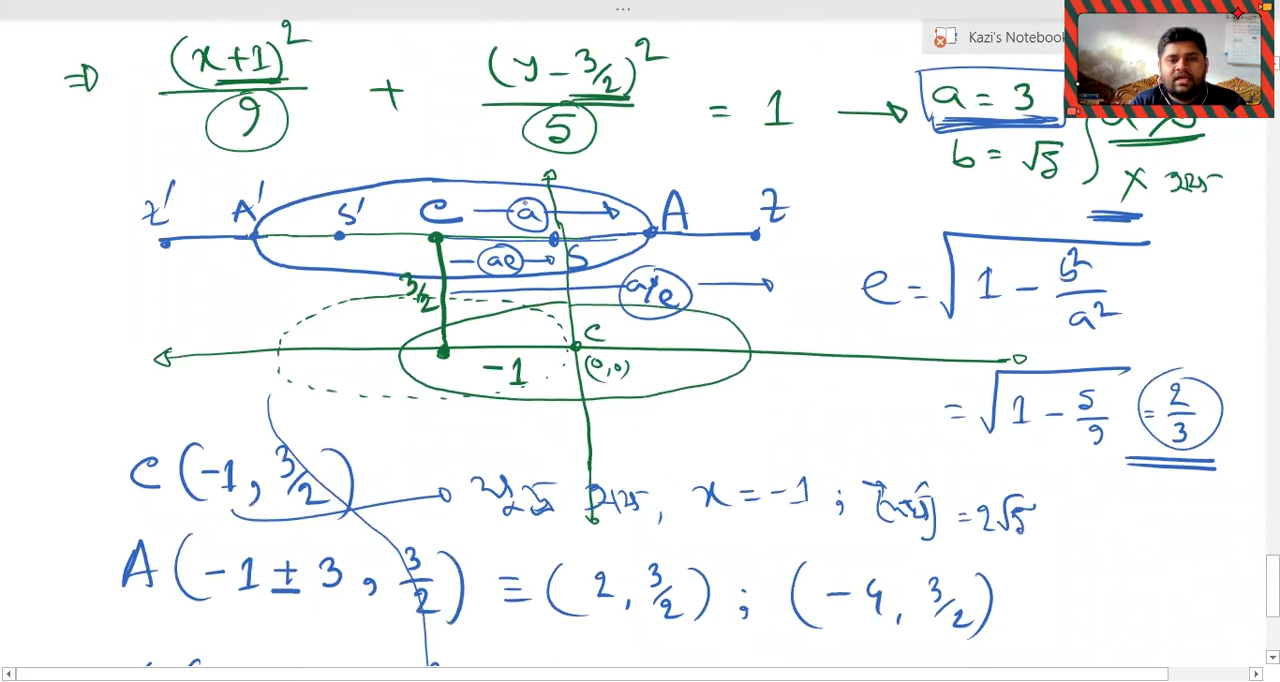 Kazi's Notebook
⇒ (x+1)²/9 + (y - 3/2)²/5 = 1 → a = 3
b = √5
Z' A' S' C a A Z
ae S
3/2 a/e
e = √(1 - b²/a²)
C
-1 (0,0)
= √(1 - 5/9) = 2/3
C (-1, 3/2) → x = -1 ; = 2√5
A (-1 ± 3, 3/2) ≡ (2, 3/2) ; (-4, 3/2)